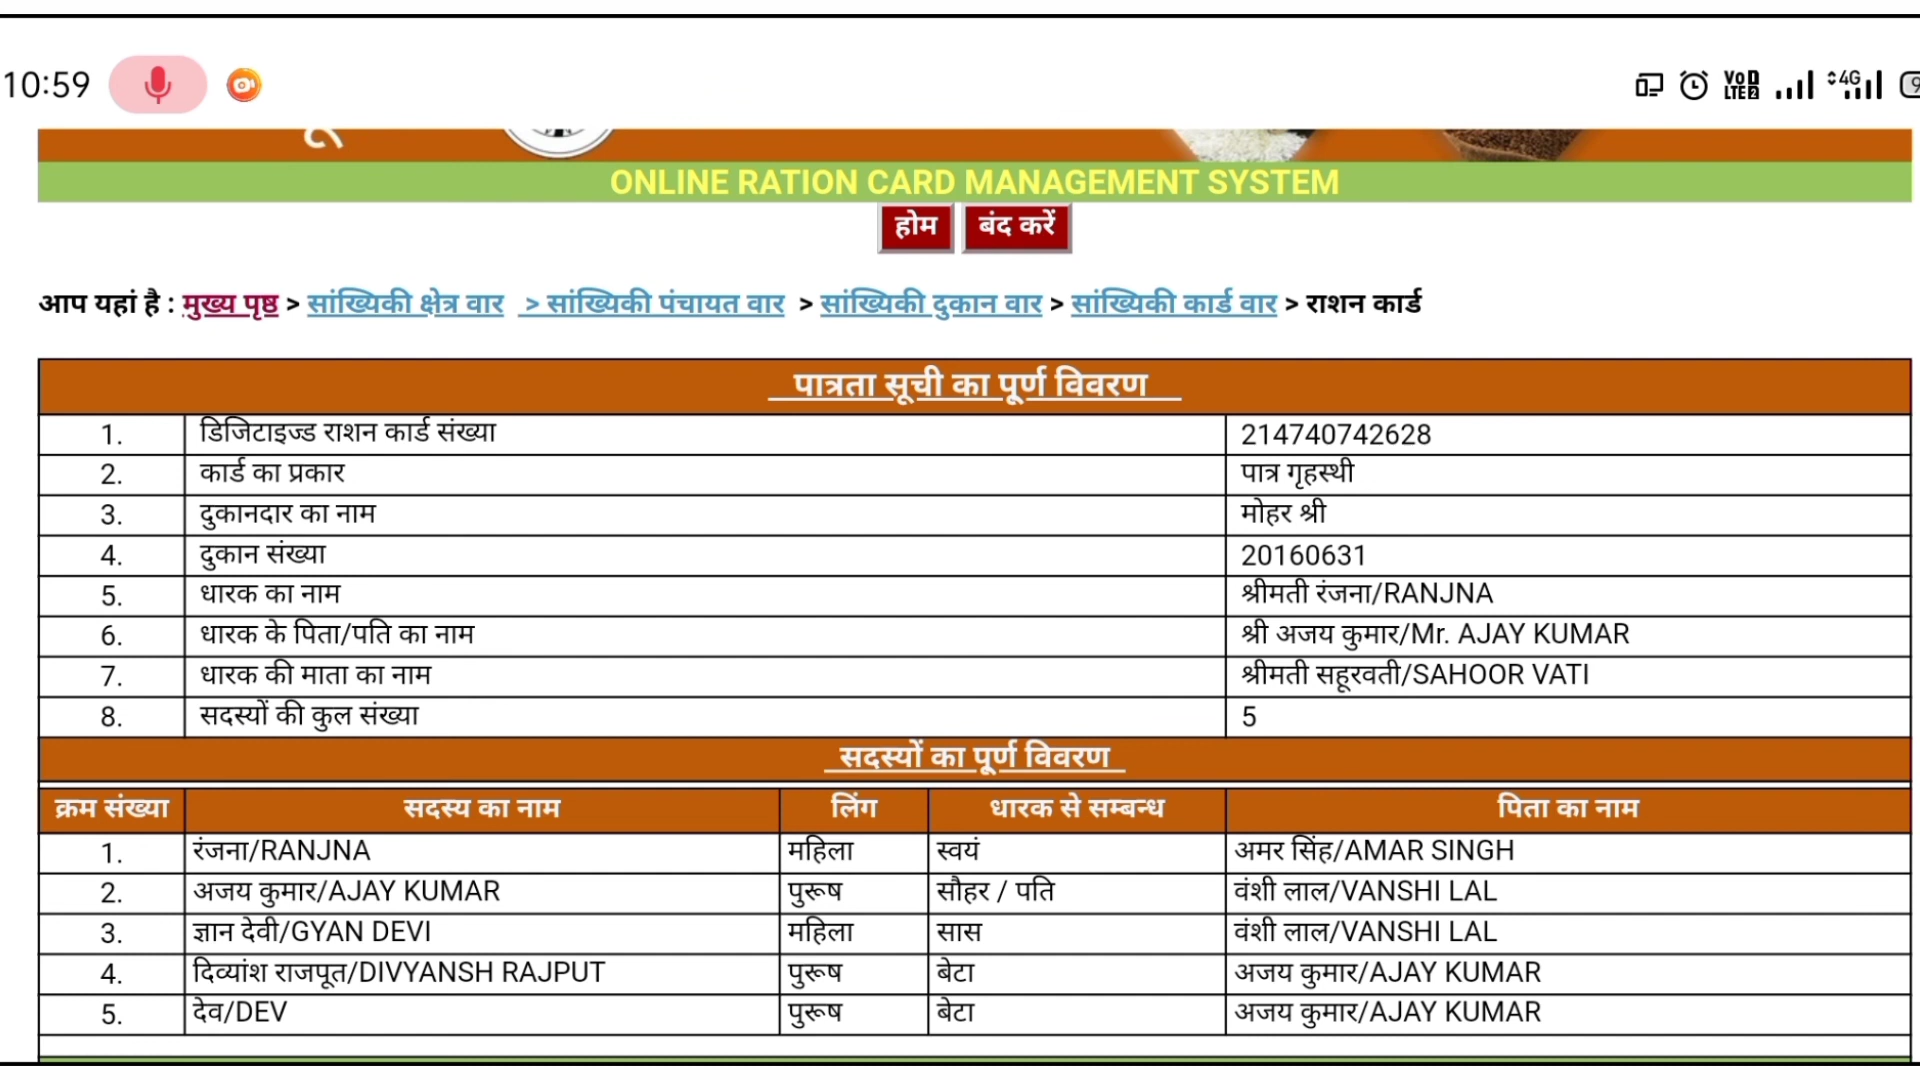 10:59
Vo D
LTE 2
4G
ONLINE RATION CARD MANAGEMENT SYSTEM
होम बंद करें
आप यहां है : मुख्य पृष्ठ > सांख्यिकी क्षेत्र वार > सांख्यिकी पंचायत वार > सांख्यिकी दुकान वार > सांख्यिकी कार्ड वार > राशन कार्ड
पात्रता सूची का पूर्ण विवरण
1. डिजिटाइज्ड राशन कार्ड संख्या 214740742628
2. कार्ड का प्रकार पात्र गृहस्थी
3. दुकानदार का नाम मोहर श्री
4. दुकान संख्या 20160631
5. धारक का नाम श्रीमती रंजना/RANJNA
6. धारक के पिता/पति का नाम श्री अजय कुमार/Mr. AJAY KUMAR
7. धारक की माता का नाम श्रीमती सहूरवती/SAHOOR VATI
8. सदस्यों की कुल संख्या 5
सदस्यों का पूर्ण विवरण
क्रम संख्या सदस्य का नाम लिंग धारक से सम्बन्ध पिता का नाम
1. रंजना/RANJNA महिला स्वयं अमर सिंह/AMAR SINGH
2. अजय कुमार/AJAY KUMAR पुरूष सौहर / पति वंशी लाल/VANSHI LAL
3. ज्ञान देवी/GYAN DEVI महिला सास वंशी लाल/VANSHI LAL
4. दिव्यांश राजपूत/DIVYANSH RAJPUT पुरूष बेटा अजय कुमार/AJAY KUMAR
5. देव/DEV पुरूष बेटा अजय कुमार/AJAY KUMAR